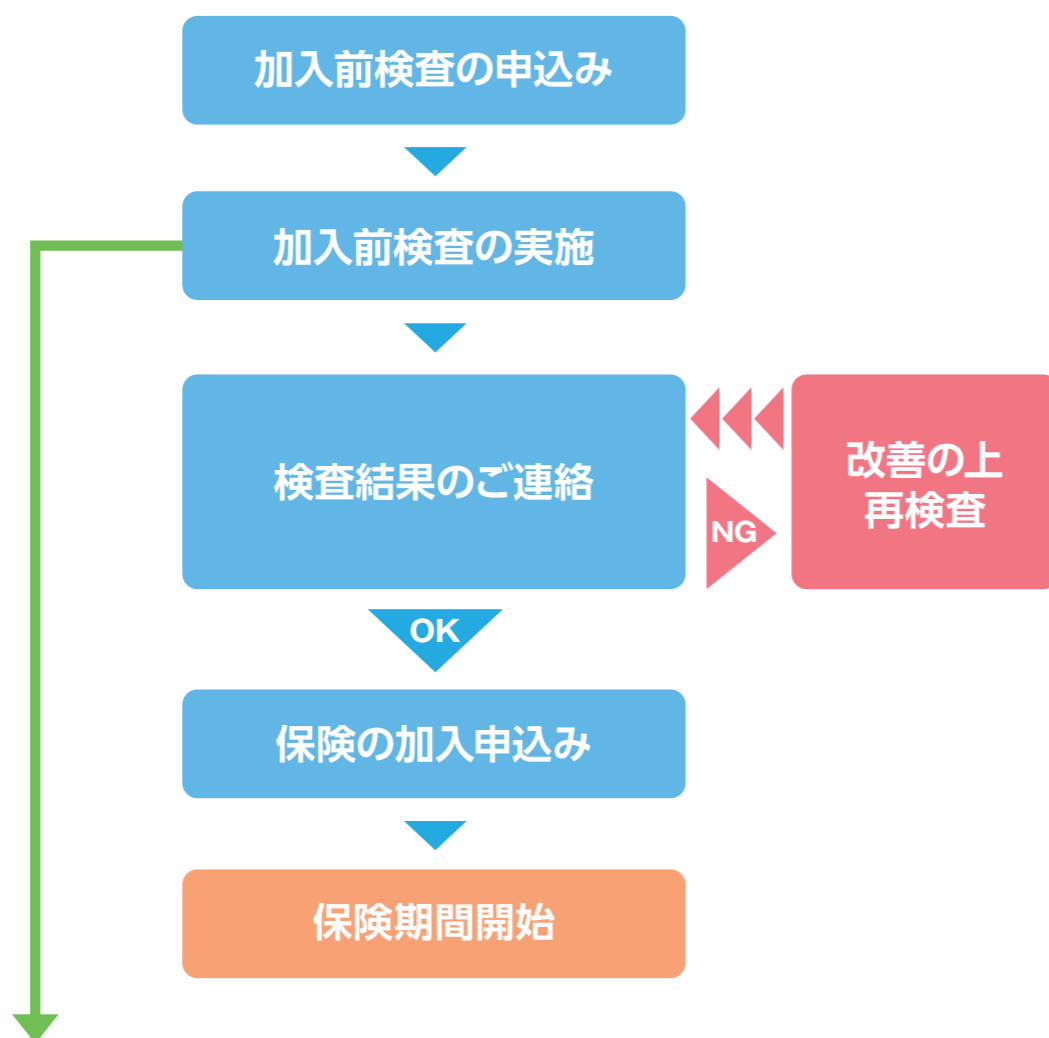 加入前検査の申込み
加入前検査の実施
検査結果のご連絡
改善の上
再検査
NG
OK
保険の加入申込み
保険期間開始